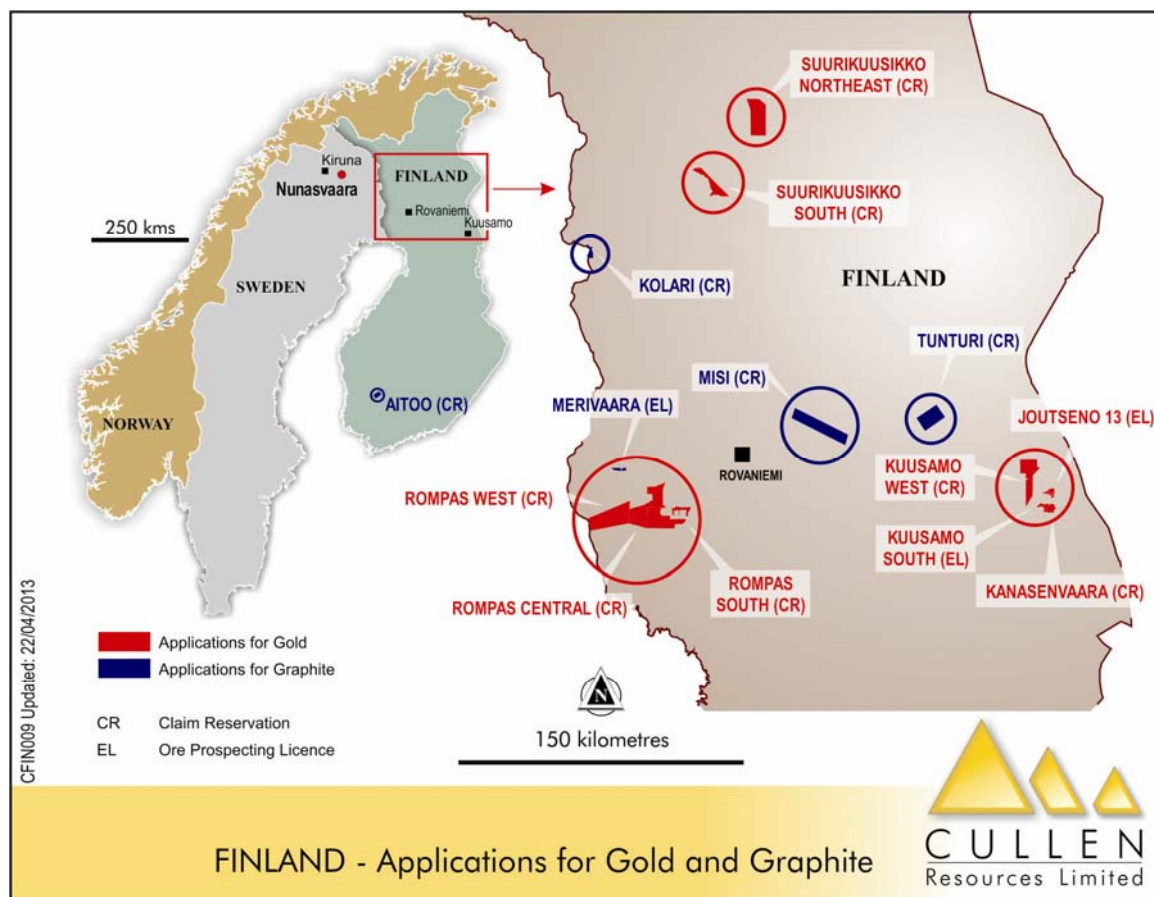 Kiruna
Nunasvaara
FINLAND
Rovaniemi
Kuusamo
250 kms
SWEDEN
NORWAY
AITOO (CR)
SUURIKUUSIKKO
NORTHEAST (CR)
SUURIKUUSIKKO
SOUTH (CR)
KOLARI (CR)
FINLAND
TUNTURI (CR)
MISI (CR)
MERIVAARA (EL)
JOUTSENO 13 (EL)
ROVANIEMI
KUUSAMO
WEST (CR)
ROMPAS WEST (CR)
KUUSAMO
SOUTH (EL)
ROMPAS
SOUTH (CR)
KANASENVAARA (CR)
ROMPAS CENTRAL (CR)
Applications for Gold
Applications for Graphite
CR Claim Reservation
EL Ore Prospecting Licence
N
150 kilometres
CFIN009 Updated: 22/04/2013
FINLAND - Applications for Gold and Graphite
CULLEN
Resources Limited